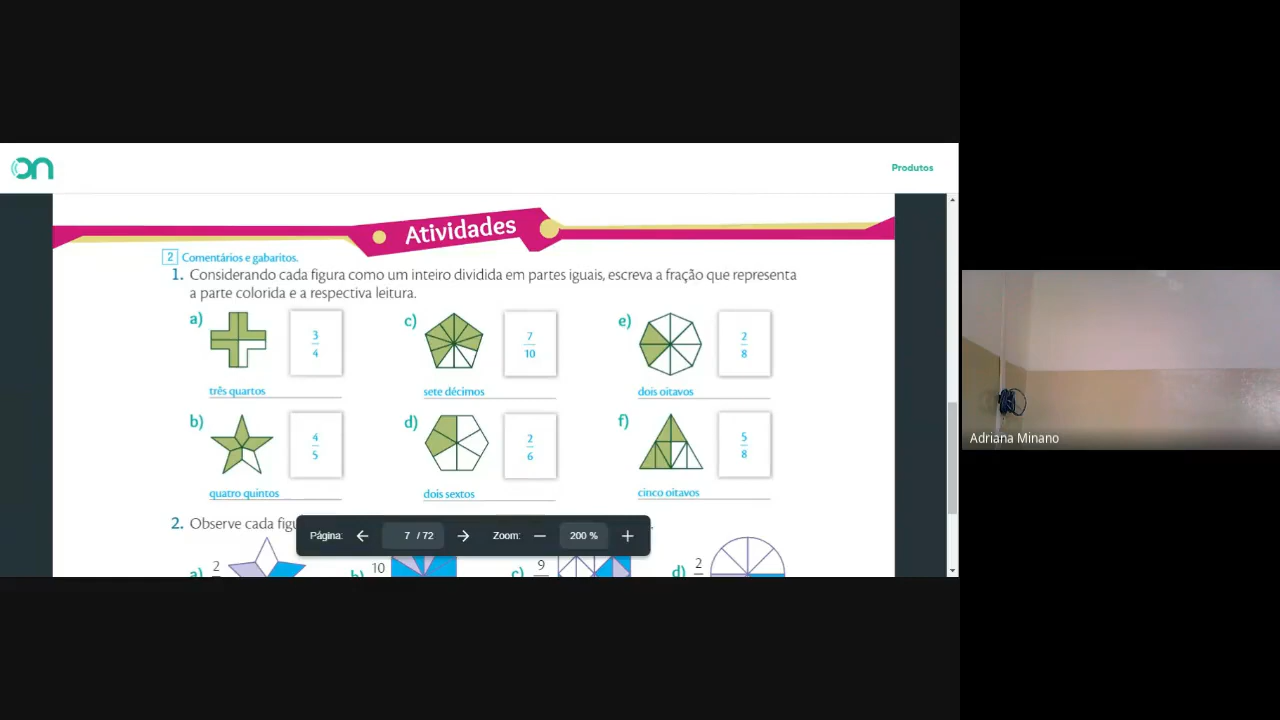 on
Produtos
Atividades
2 Comentários e gabaritos.
1. Considerando cada figura como um inteiro dividida em partes iguais, escreva a fração que representa
a parte colorida e a respectiva leitura.
a) 3/4
três quartos
c) 7/10
sete décimos
e) 2/8
dois oitavos
b) 4/5
quatro quintos
d) 2/6
dois sextos
f) 5/8
cinco oitavos
2. Observe cada
Página: 7 / 72 Zoom: 200 %
a) 2
b) 10
c) 9
d) 2
Adriana Minano